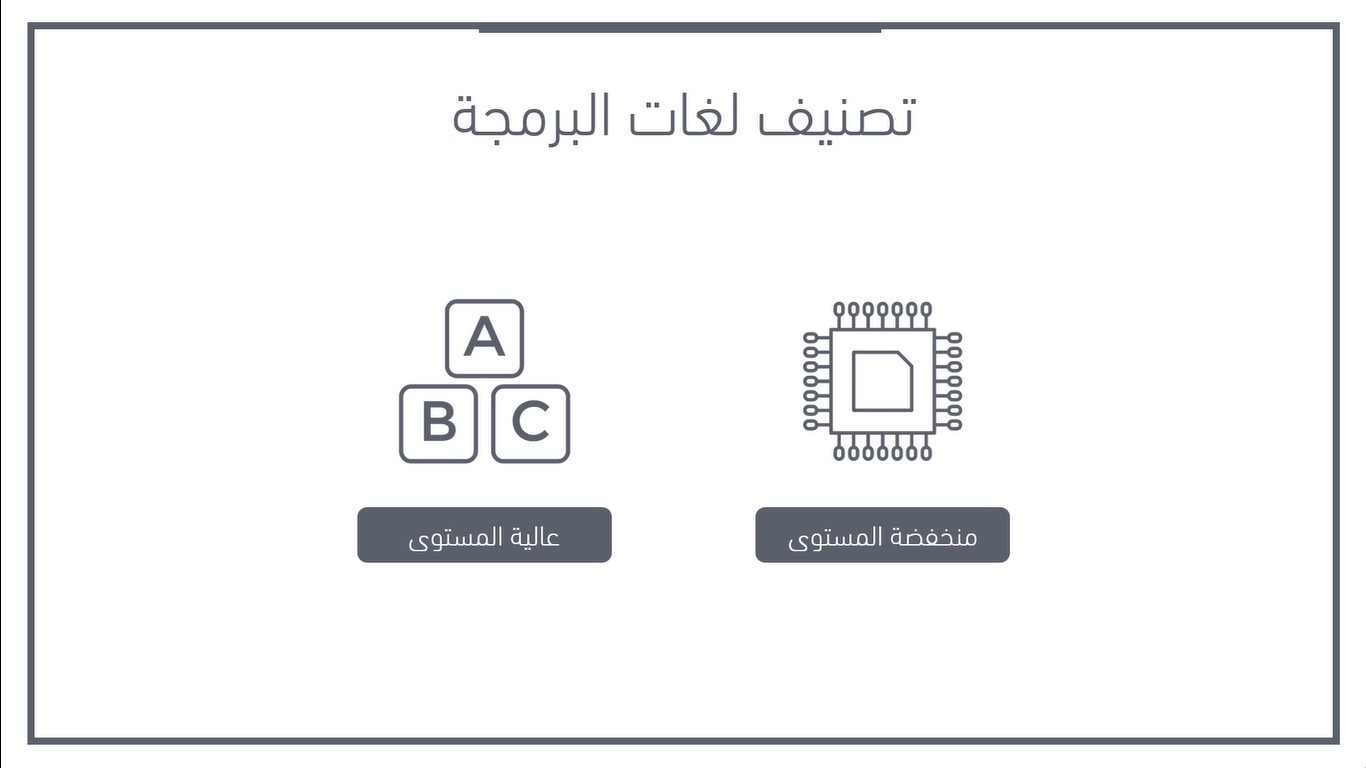 تصنيف لغات البرمجة
A
B C
منخفضة المستوى
عالية المستوى